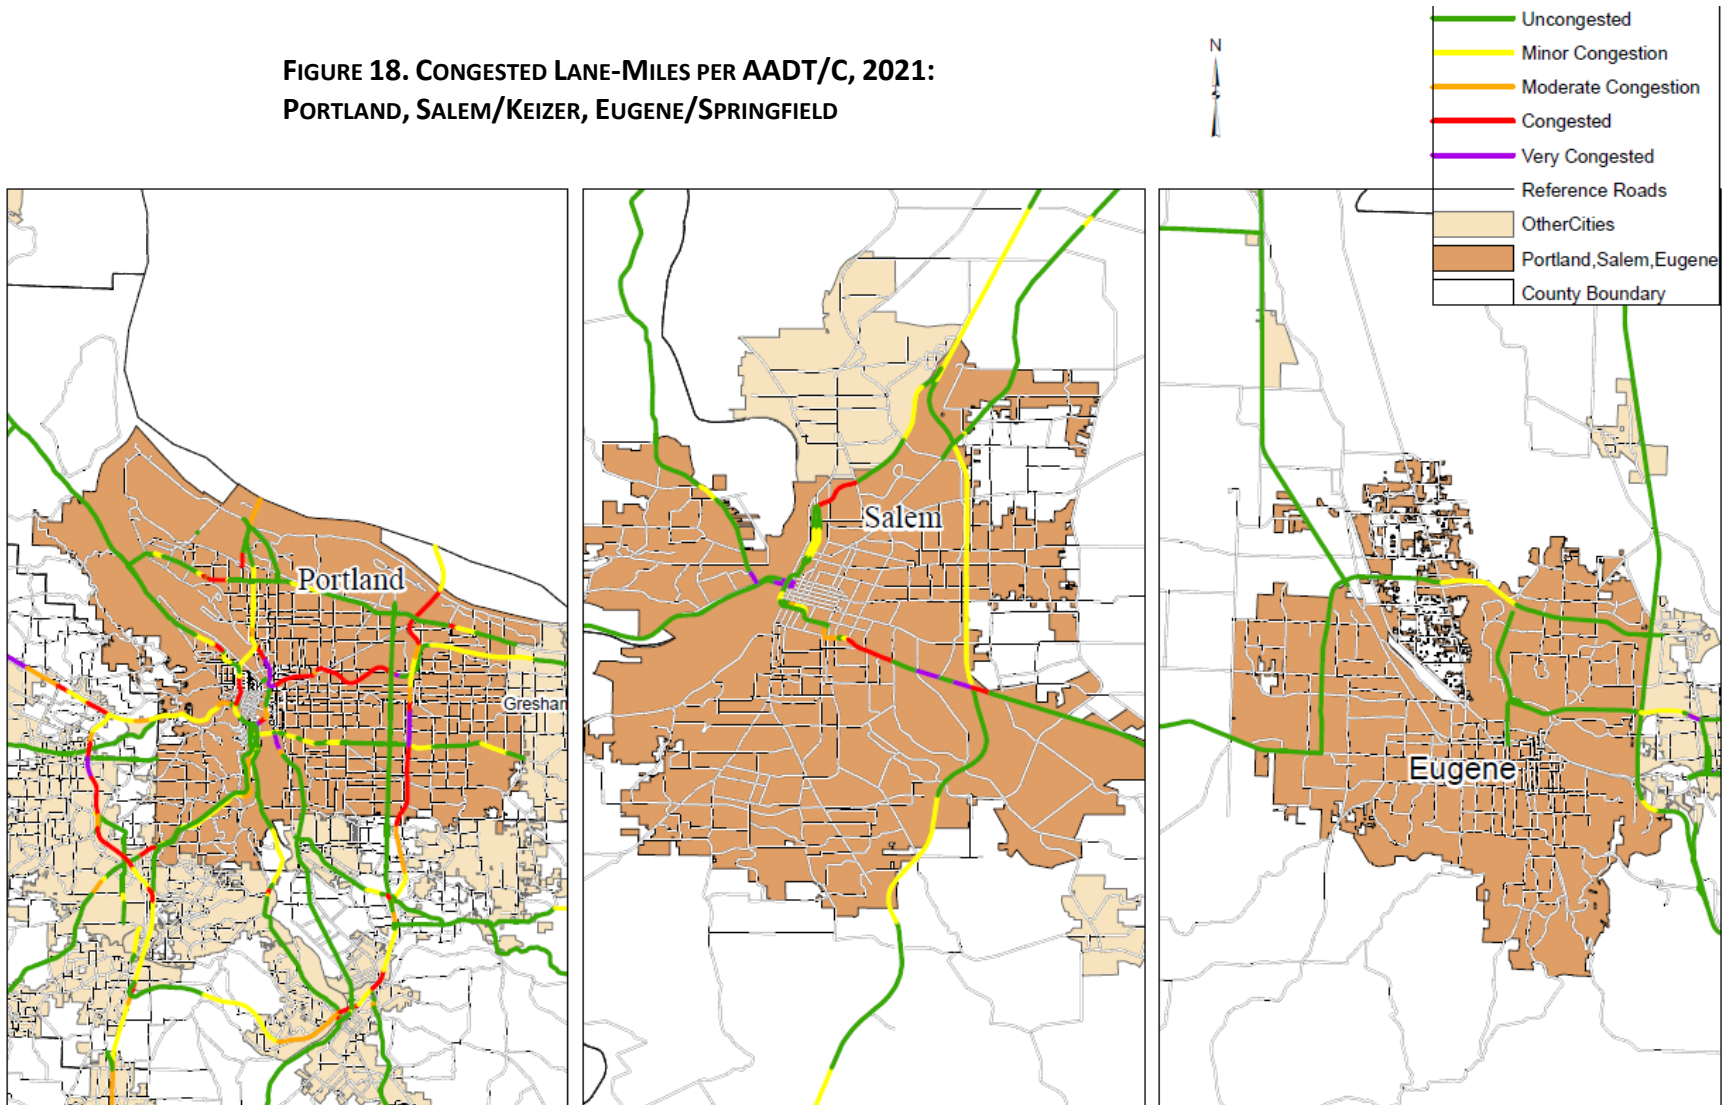 FIGURE 18. CONGESTED LANE-MILES PER AADT/C, 2021:
PORTLAND, SALEM/KEIZER, EUGENE/SPRINGFIELD
N
Uncongested
Minor Congestion
Moderate Congestion
Congested
Very Congested
Reference Roads
OtherCities
Portland,Salem,Eugene
County Boundary
Portland
Gresham
Salem
Eugene